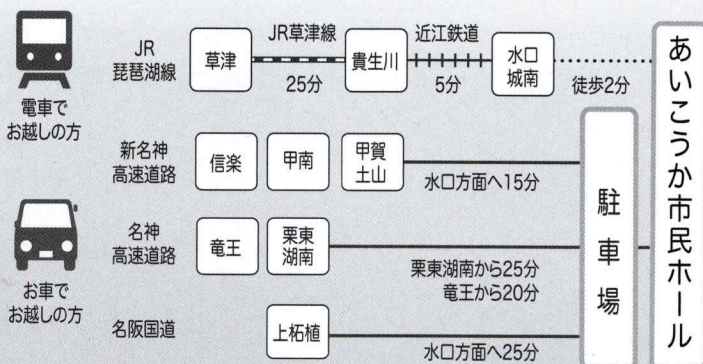 電車で
お越しの方
JR
琵琶湖線
草津
JR草津線
25分
貴生川
近江鉄道
5分
水口
城南
徒歩2分
あいこうか市民ホール
お車で
お越しの方
新名神
高速道路
信楽
甲南
甲賀
土山
水口方面へ15分
名神
高速道路
竜王
栗東
湖南
栗東湖南から25分
竜王から20分
名阪国道
上柘植
水口方面へ25分
駐車場